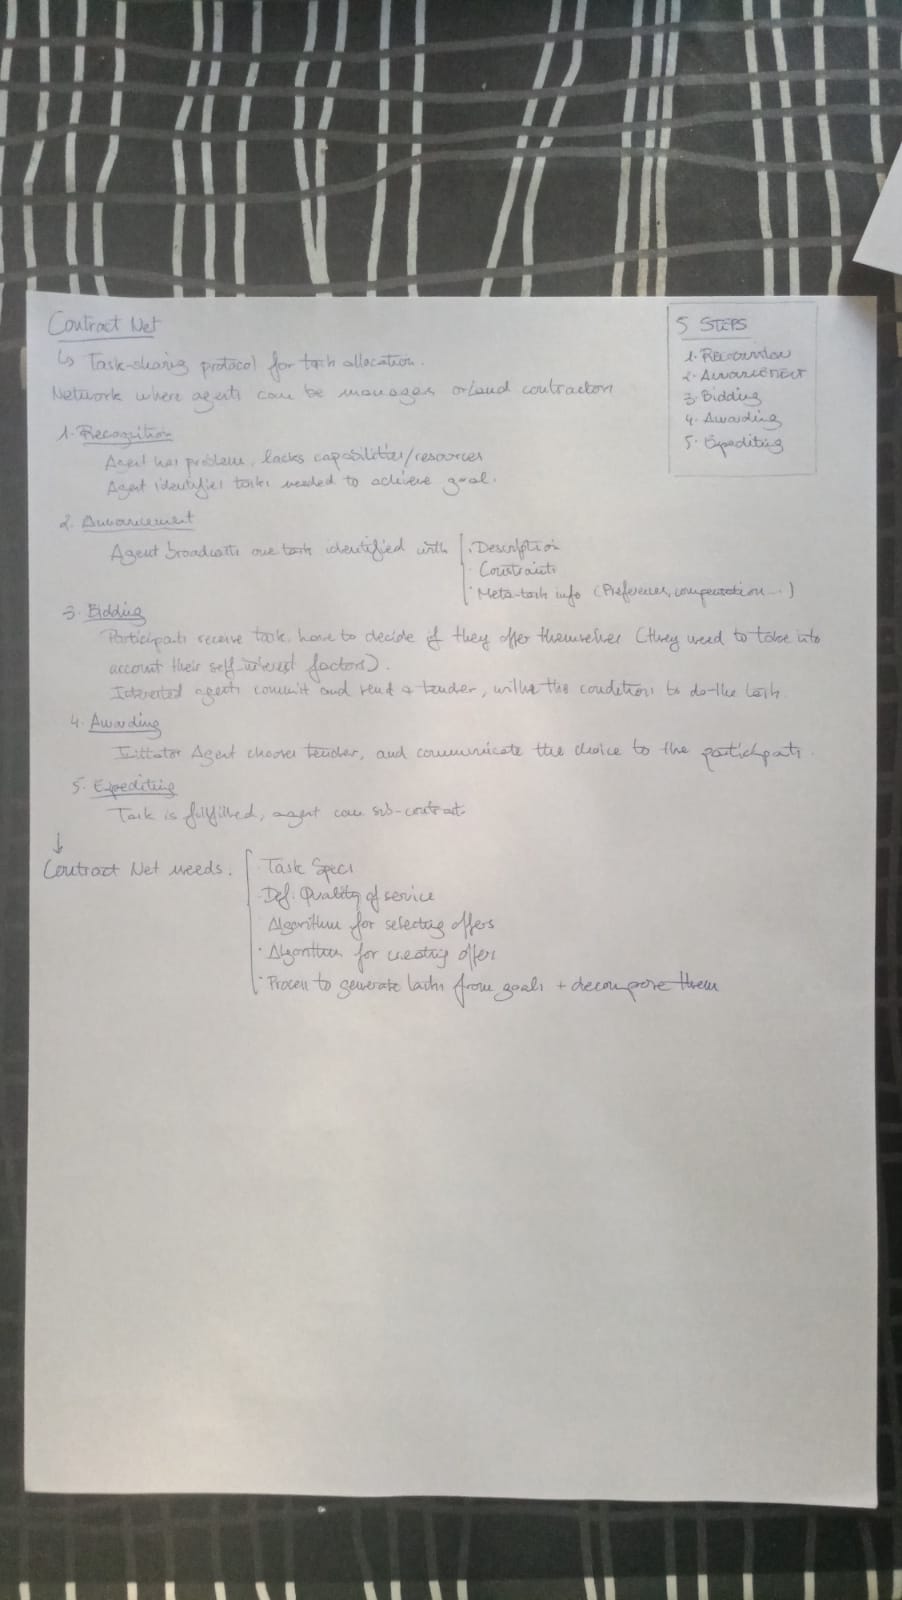 Contract Net
↳ Task-sharing protocol for task allocation.
Network where agents can be manager or/and contractor
5 STEPS
1. Recognition
2. Announcement
3. Bidding
4. Awarding
5. Expediting
1. Recognition
Agent has problem, lacks capabilities/resources
Agent identifies tasks needed to achieve goal.
2. Announcement
Agent broadcasts one task identified with
· Description
· Constraints
· Meta-task info (Preferences, computation...)
3. Bidding
Participants receive task, have to decide if they offer themselves (they need to take into
account their self-interest factors).
Interested agents commit and send a tender, with the conditions to do the task.
4. Awarding
Initiator Agent chooses tender, and communicate the choice to the participants.
5. Expediting
Task is fulfilled, agent can sub-contract.
↓
Contract Net needs:
· Task Specs
· Def. Quality of service
Algorithm for selecting offers
· Algorithm for creating offers
· Process to generate tasks from goals + decompose them